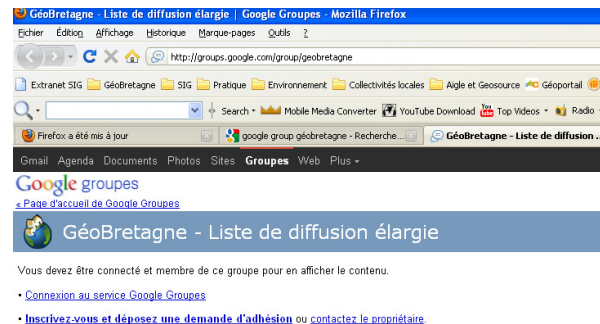 GéoBretagne - Liste de diffusion élargie | Google Groupes - Mozilla Firefox
Fichier Édition Affichage Historique Marque-pages Outils ?
http://groups.google.com/group/geobretagne
Extranet SIG GéoBretagne SIG Pratique Environnement Collectivités locales Aigle et Geosource Géoportail
Search Mobile Media Converter YouTube Download Top Videos Radio
Firefox a été mis à jour google group géobretagne - Recherche... GéoBretagne - Liste de diffusion ...
Gmail Agenda Documents Photos Sites Groupes Web Plus
Google groupes
« Page d'accueil de Google Groupes
GéoBretagne - Liste de diffusion élargie
Vous devez être connecté et membre de ce groupe pour en afficher le contenu.
• Connexion au service Google Groupes
• Inscrivez-vous et déposez une demande d'adhésion ou contactez le propriétaire.